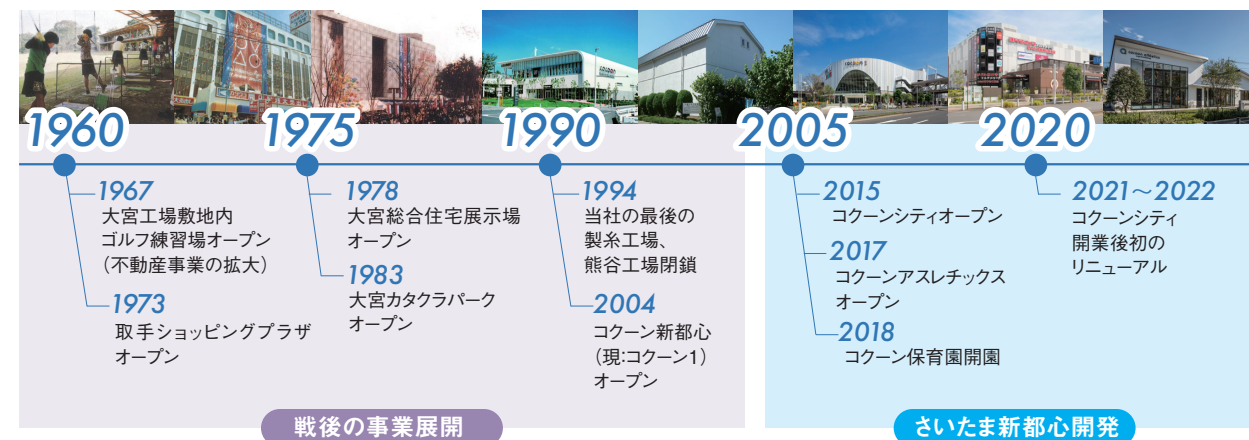 1960
1975
1990
2005
2020
1967
大宮工場敷地内
ゴルフ練習場オープン
（不動産事業の拡大）
1973
取手ショッピングプラザ
オープン
1978
大宮総合住宅展示場
オープン
1983
大宮カタクラパーク
オープン
1994
当社の最後の
製糸工場、
熊谷工場閉鎖
2004
コクーン新都心
（現:コクーン1）
オープン
2015
コクーンシティオープン
2017
コクーンアスレチックス
オープン
2018
コクーン保育園開園
2021～2022
コクーンシティ
開業後初の
リニューアル
戦後の事業展開
さいたま新都心開発